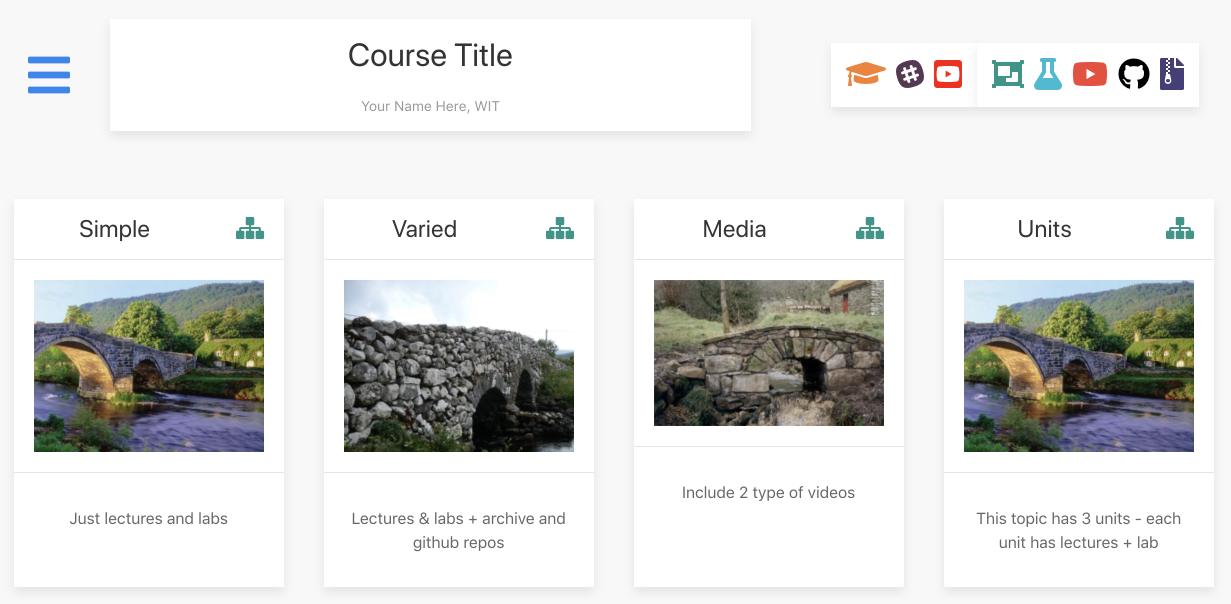 Course Title
Your Name Here, WIT
Simple
Varied
Media
Units
Just lectures and labs
Lectures & labs + archive and
github repos
Include 2 type of videos
This topic has 3 units - each
unit has lectures + lab